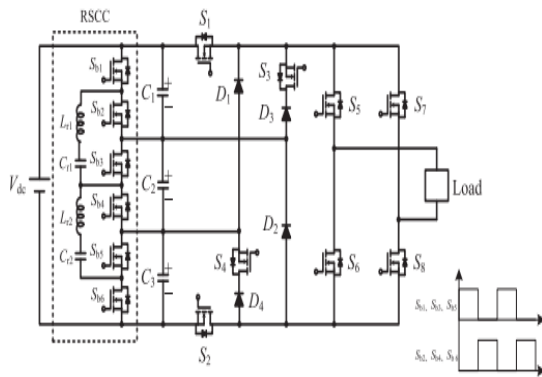 RSCC
S1
Sb1
S3
C1 + −
D1
Sb2
Lr1
D3
S5
S7
Sb3
Cr1
Vdc
C2 + −
Load
Sb4
Lr2
D2
Sb5
S4
S6
S8
Cr2
C3 + −
Sb6
D4
Sb1, Sb3, Sb5
S2
Sb2, Sb4, Sb6